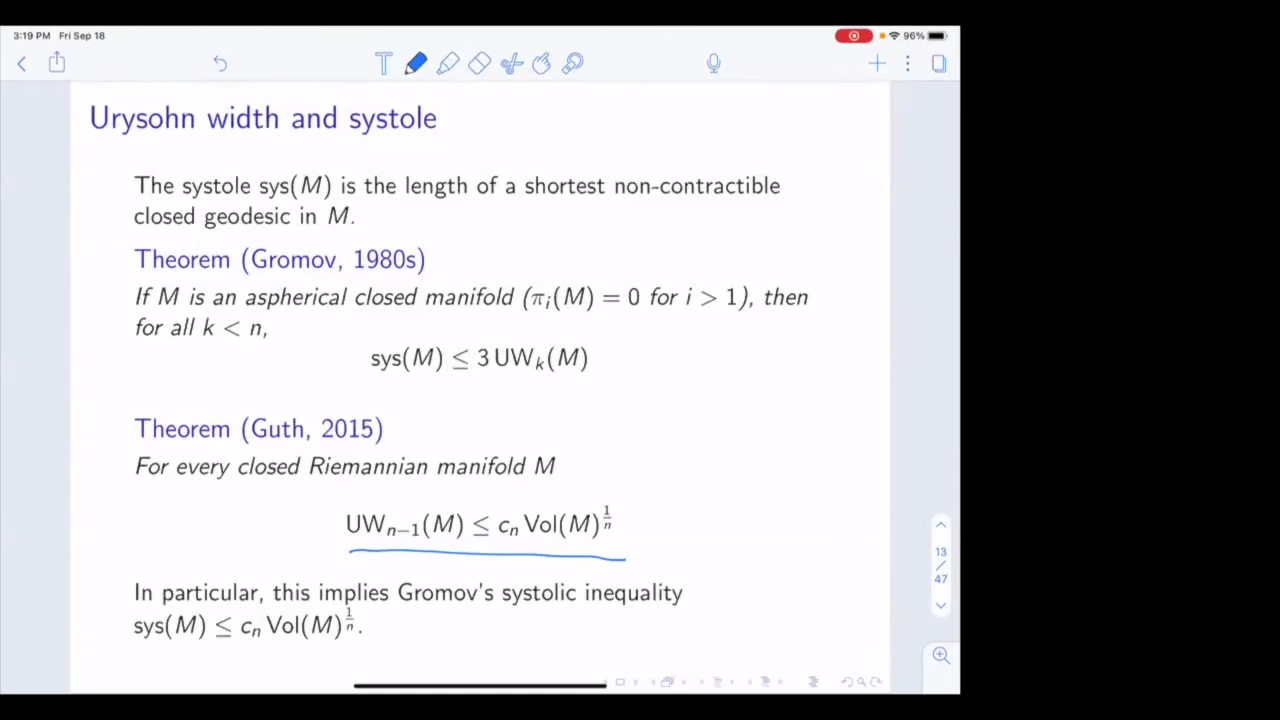 3:19 PM Fri Sep 18
96%
Urysohn width and systole
The systole sys(M) is the length of a shortest non-contractible
closed geodesic in M.
Theorem (Gromov, 1980s)
If M is an aspherical closed manifold (π_i(M) = 0 for i > 1), then
for all k < n,
sys(M) ≤ 3 UW_k(M)
Theorem (Guth, 2015)
For every closed Riemannian manifold M
UW_{n−1}(M) ≤ c_n Vol(M)^{1/n}
In particular, this implies Gromov's systolic inequality
sys(M) ≤ c_n Vol(M)^{1/n}.
13
/
47